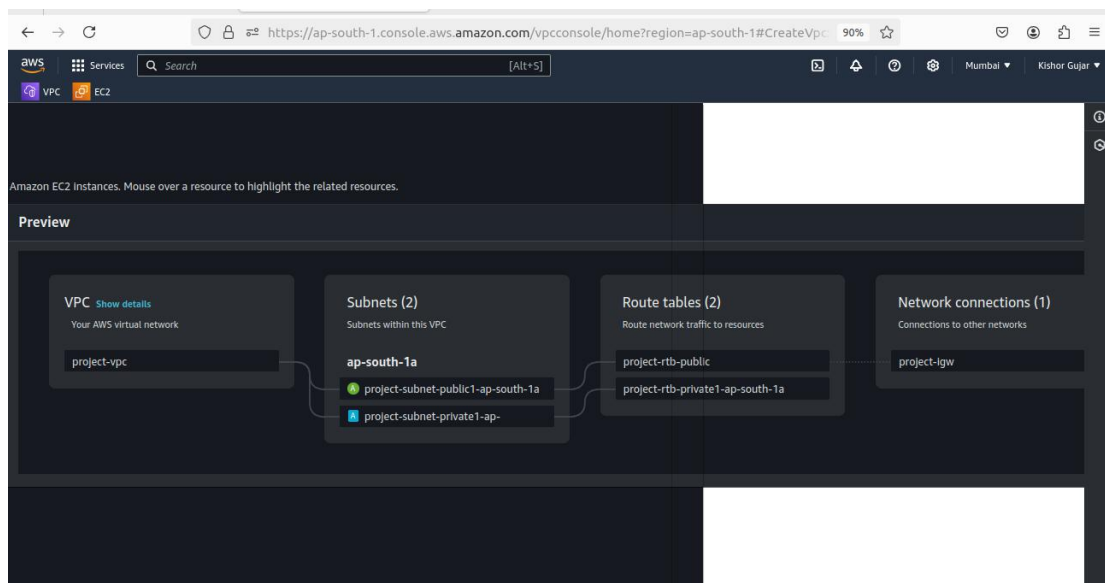 https://ap-south-1.console.aws.amazon.com/vpcconsole/home?region=ap-south-1#CreateVpc 90%
aws Services Search [Alt+S] Mumbai Kishor Gujar
VPC EC2
Amazon EC2 instances. Mouse over a resource to highlight the related resources.
Preview
VPC Show details
Your AWS virtual network
project-vpc
Subnets (2)
Subnets within this VPC
ap-south-1a
A project-subnet-public1-ap-south-1a
A project-subnet-private1-ap-
Route tables (2)
Route network traffic to resources
project-rtb-public
project-rtb-private1-ap-south-1a
Network connections (1)
Connections to other networks
project-igw